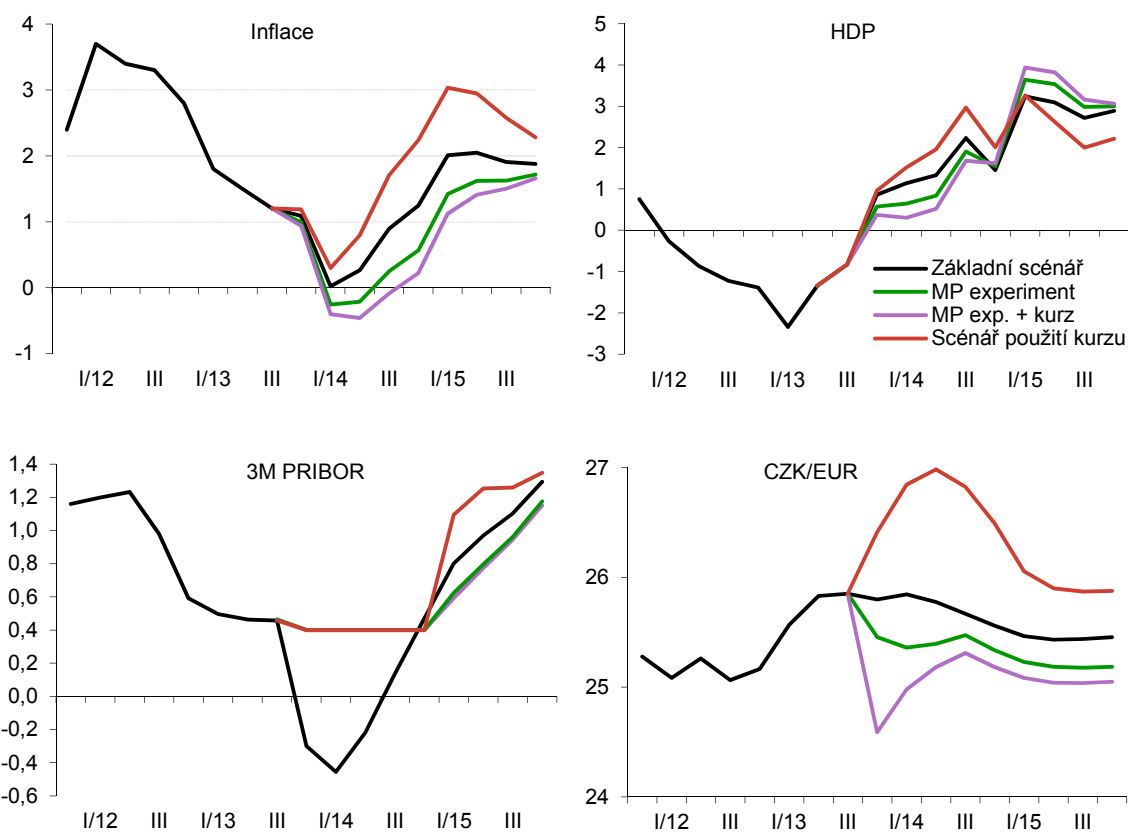 Inflace
4
3
2
1
0
-1
I/12 III I/13 III I/14 III I/15 III
HDP
5
4
3
2
1
0
-1
-2
-3
Základní scénář
MP experiment
MP exp. + kurz
Scénář použití kurzu
I/12 III I/13 III I/14 III I/15 III
3M PRIBOR
1,4
1,2
1,0
0,8
0,6
0,4
0,2
0,0
-0,2
-0,4
-0,6
I/12 III I/13 III I/14 III I/15 III
CZK/EUR
27
26
25
24
I/12 III I/13 III I/14 III I/15 III